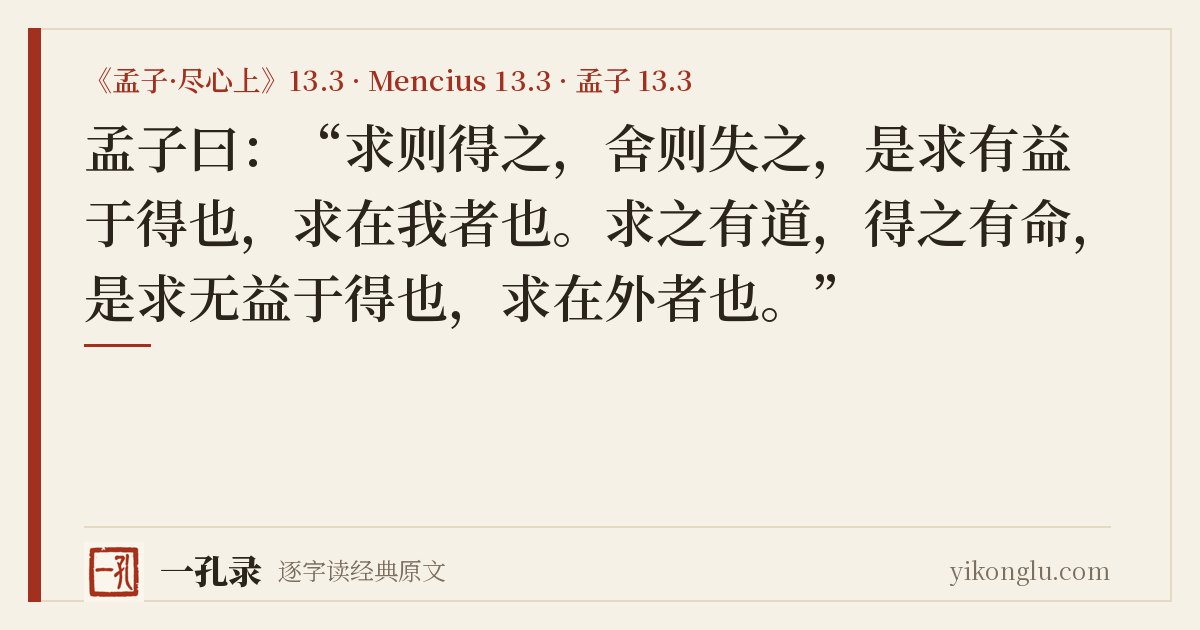 《孟子·尽心上》13.3 · Mencius 13.3 · 孟子 13.3
孟子曰：“求则得之，舍则失之，是求有益
于得也，求在我者也。求之有道，得之有命，
是求无益于得也，求在外者也。”
一孔
一孔录 逐字读经典原文
yikonglu.com